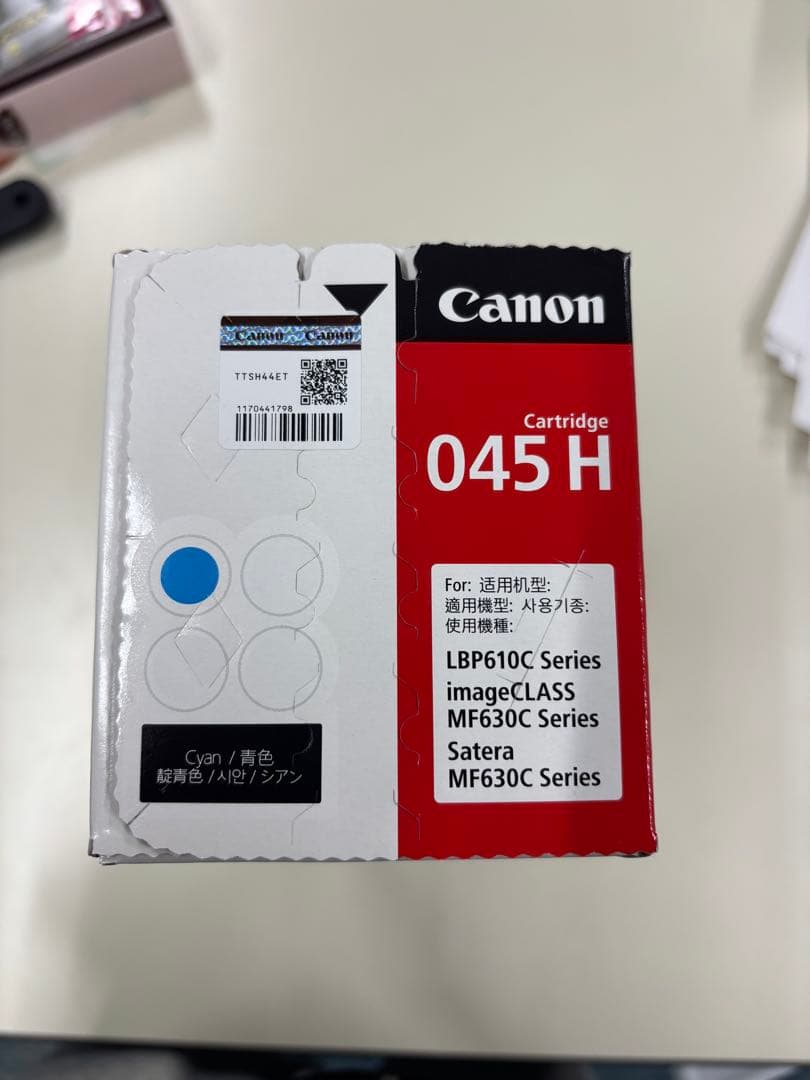 Canon Canon
TTSH44ET
1170441798
Canon
Cartridge
045 H
For: 适用机型:
適用機型: 사용기종:
使用機種:
LBP610C Series
imageCLASS
MF630C Series
Satera
MF630C Series
Cyan / 青色
靛青色 / 시안 / シアン